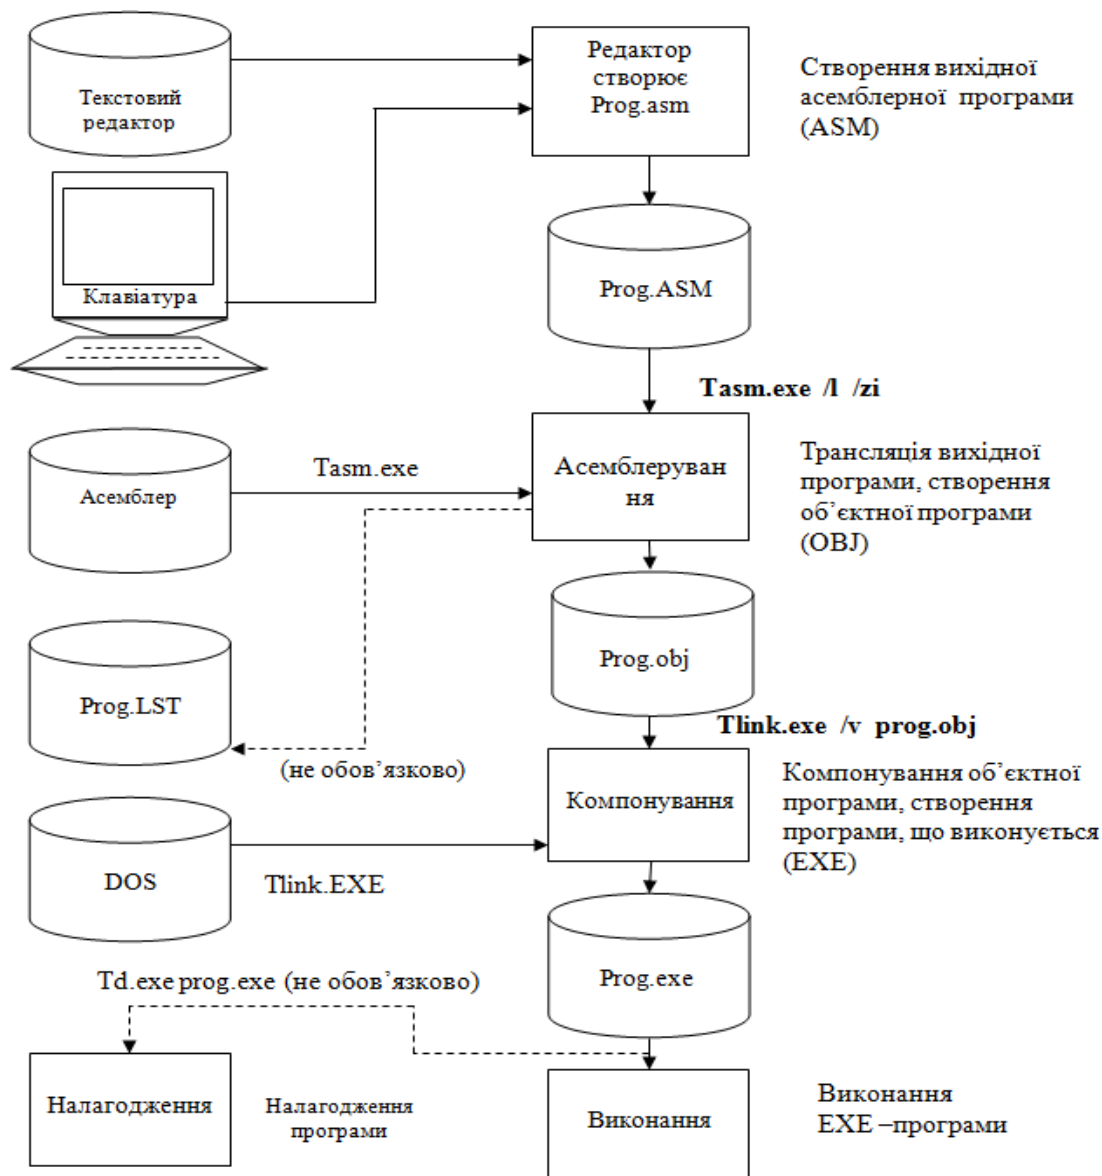 Текстовий
редактор
Редактор
створює
Prog.asm
Створення вихідної
асемблерної програми
(ASM)
Клавіатура
Prog.ASM
Tasm.exe /l /zi
Асемблер
Tasm.exe
Асемблеруван
ня
Трансляція вихідної
програми, створення
об’єктної програми
(OBJ)
Prog.obj
Prog.LST
(не обов’язково)
Tlink.exe /v prog.obj
Компонування
Компонування об’єктної
програми, створення
програми, що виконується
(EXE)
DOS
Tlink.EXE
Prog.exe
Td.exe prog.exe (не обов’язково)
Налагодження
Налагодження
програми
Виконання
Виконання
EXE –програми